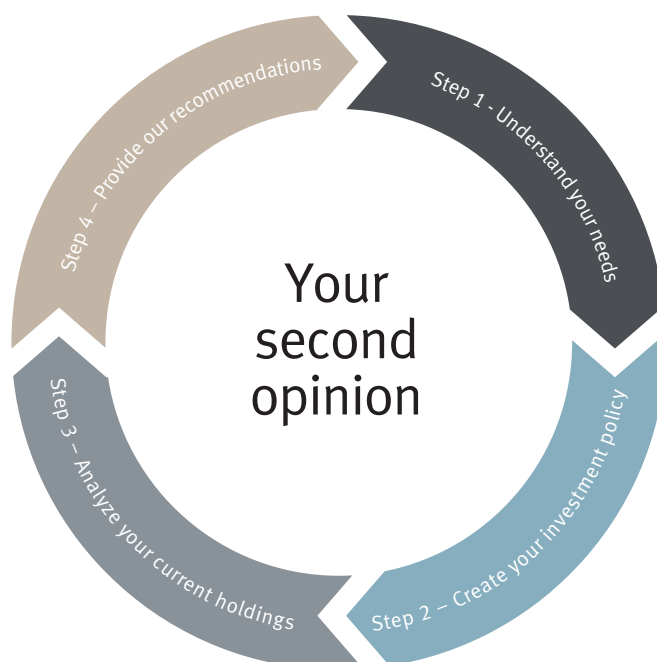 Step 1 - Understand your needs
Step 2 – Create your investment policy
Step 3 – Analyze your current holdings
Step 4 – Provide our recommendations
Your
second
opinion